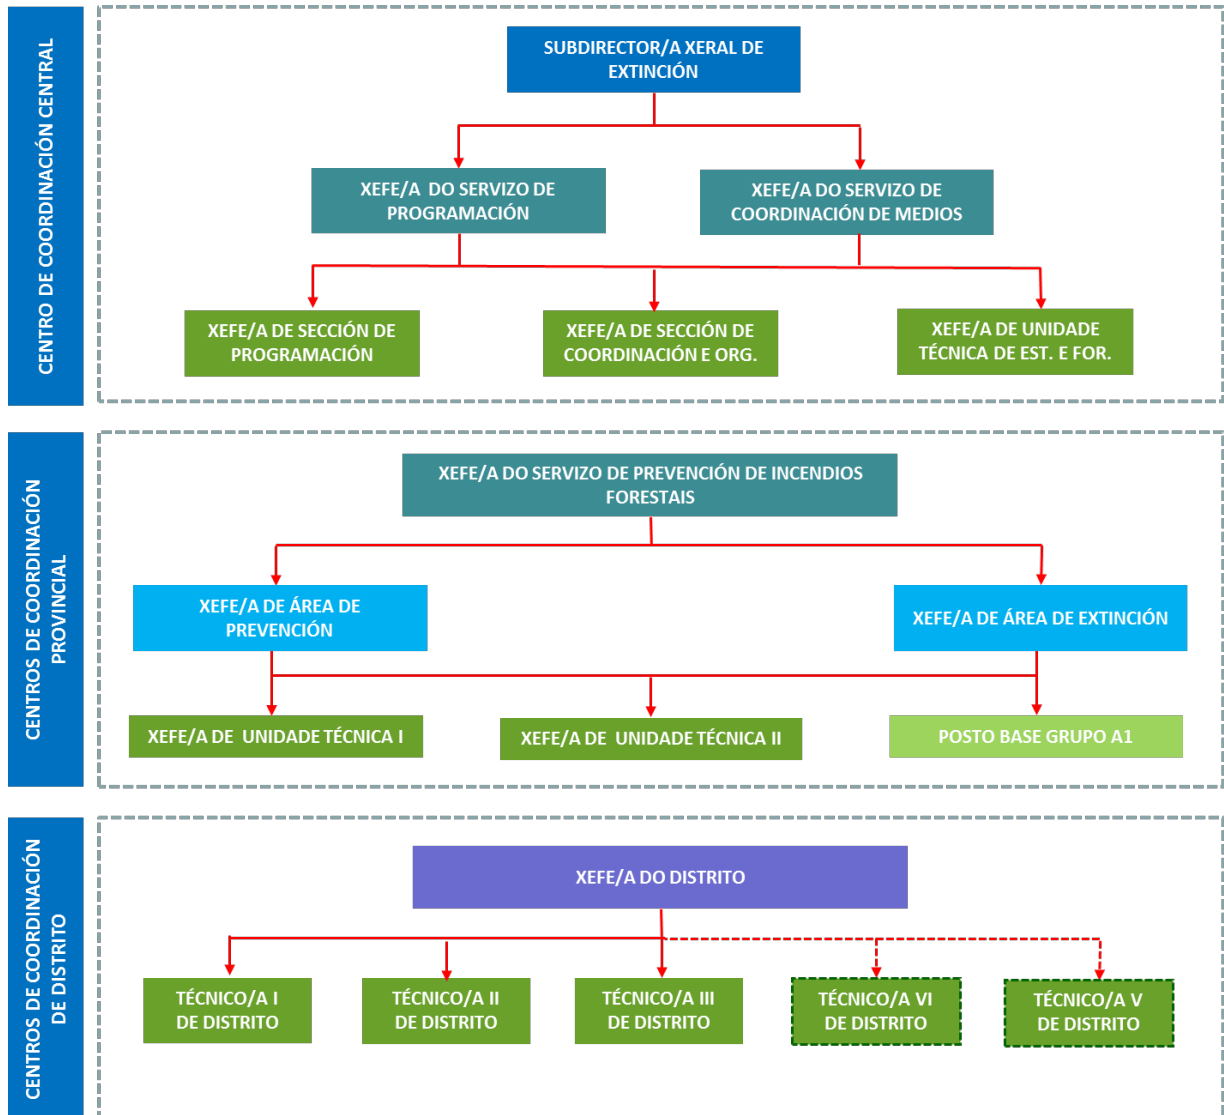 CENTRO DE COORDINACIÓN CENTRAL
SUBDIRECTOR/A XERAL DE
EXTINCIÓN
XEFE/A DO SERVIZO DE
PROGRAMACIÓN
XEFE/A DO SERVIZO DE
COORDINACIÓN DE MEDIOS
XEFE/A DE SECCIÓN DE
PROGRAMACIÓN
XEFE/A DE SECCIÓN DE
COORDINACIÓN E ORG.
XEFE/A DE UNIDADE
TÉCNICA DE EST. E FOR.
CENTROS DE COORDINACIÓN
PROVINCIAL
XEFE/A DO SERVIZO DE PREVENCIÓN DE INCENDIOS
FORESTAIS
XEFE/A DE ÁREA DE
PREVENCIÓN
XEFE/A DE ÁREA DE EXTINCIÓN
XEFE/A DE UNIDADE TÉCNICA I
XEFE/A DE UNIDADE TÉCNICA II
POSTO BASE GRUPO A1
CENTROS DE COORDINACIÓN
DE DISTRITO
XEFE/A DO DISTRITO
TÉCNICO/A I
DE DISTRITO
TÉCNICO/A II
DE DISTRITO
TÉCNICO/A III
DE DISTRITO
TÉCNICO/A VI
DE DISTRITO
TÉCNICO/A V
DE DISTRITO